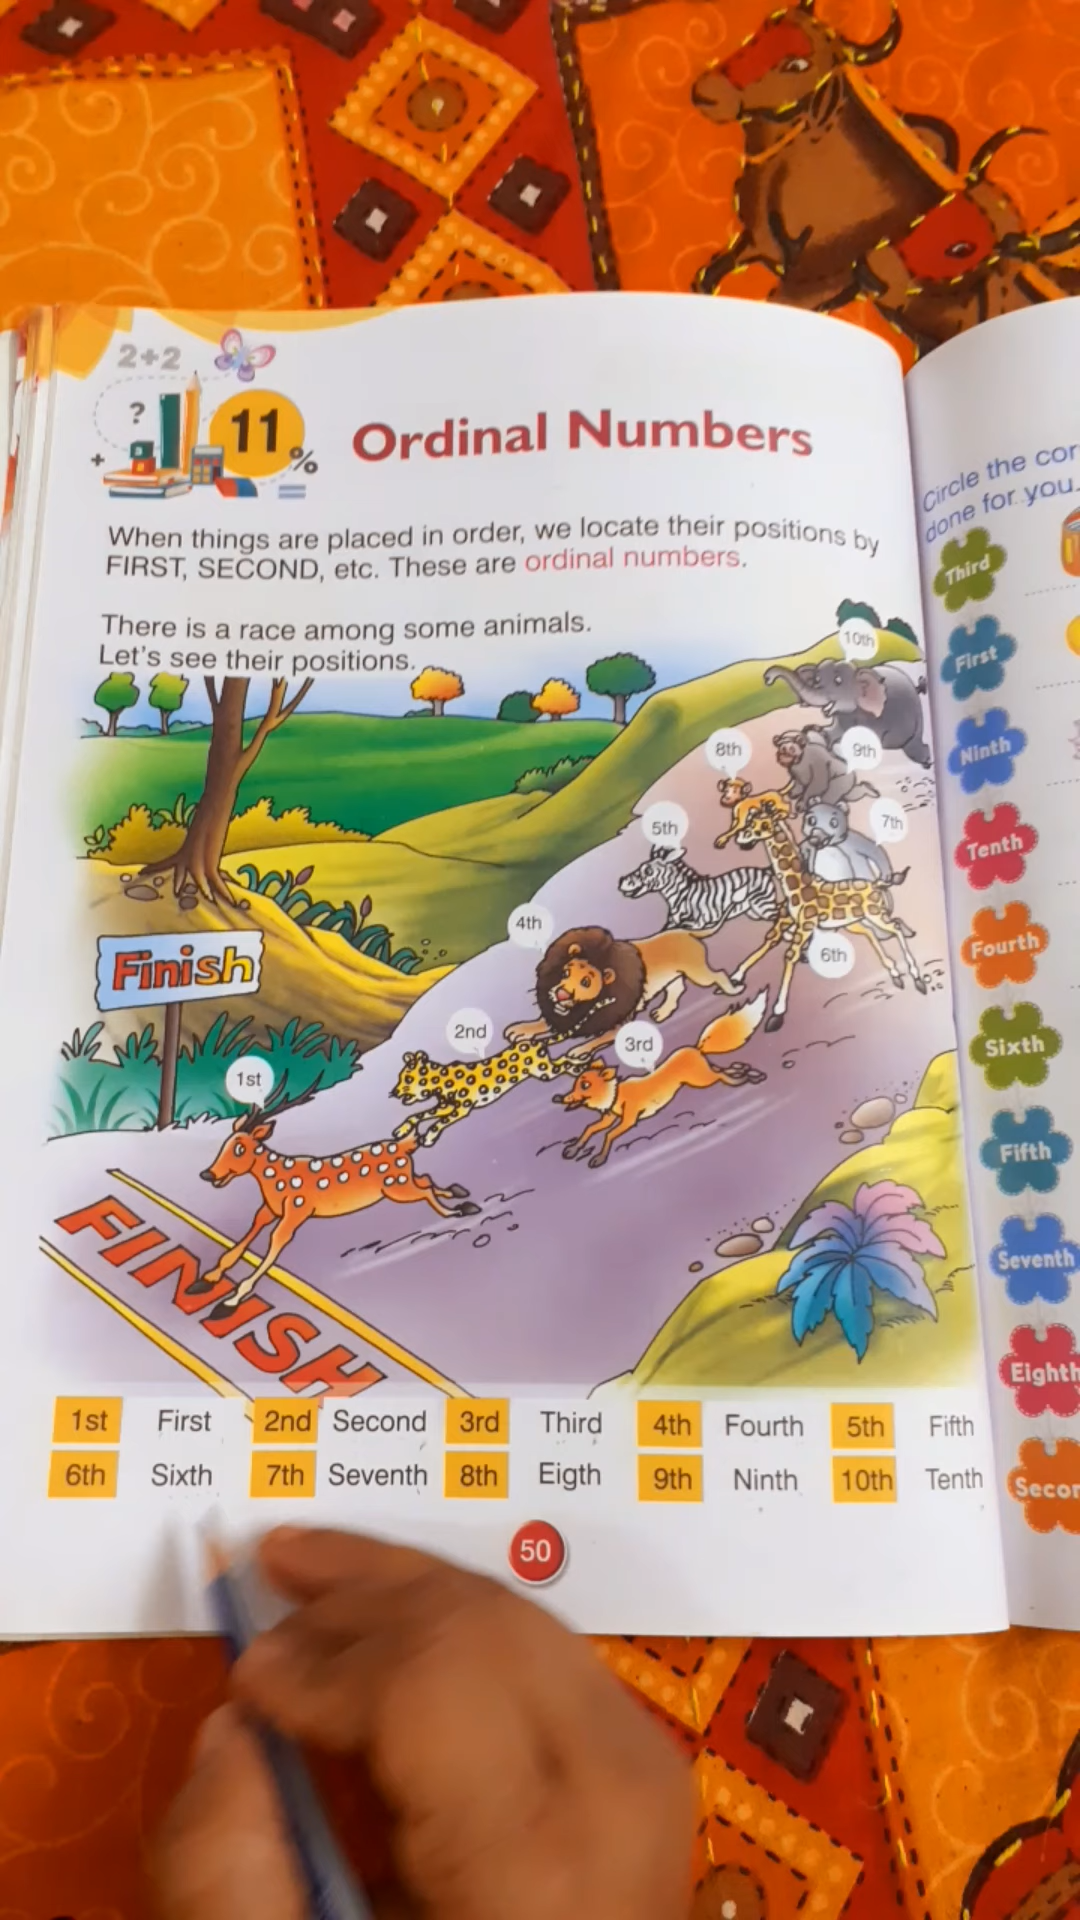 2+2
?
11
+
%
=
Ordinal Numbers
When things are placed in order, we locate their positions by
FIRST, SECOND, etc. These are ordinal numbers.
There is a race among some animals.
Let's see their positions.
10th
8th
9th
5th
7th
4th
6th
Finish
2nd
3rd
1st
FINISH
1st First 2nd Second 3rd Third 4th Fourth 5th Fifth
6th Sixth 7th Seventh 8th Eigth 9th Ninth 10th Tenth
50
Circle the
done for you.
Third
First
Ninth
Tenth
Fourth
Sixth
Fifth
Seventh
Eighth